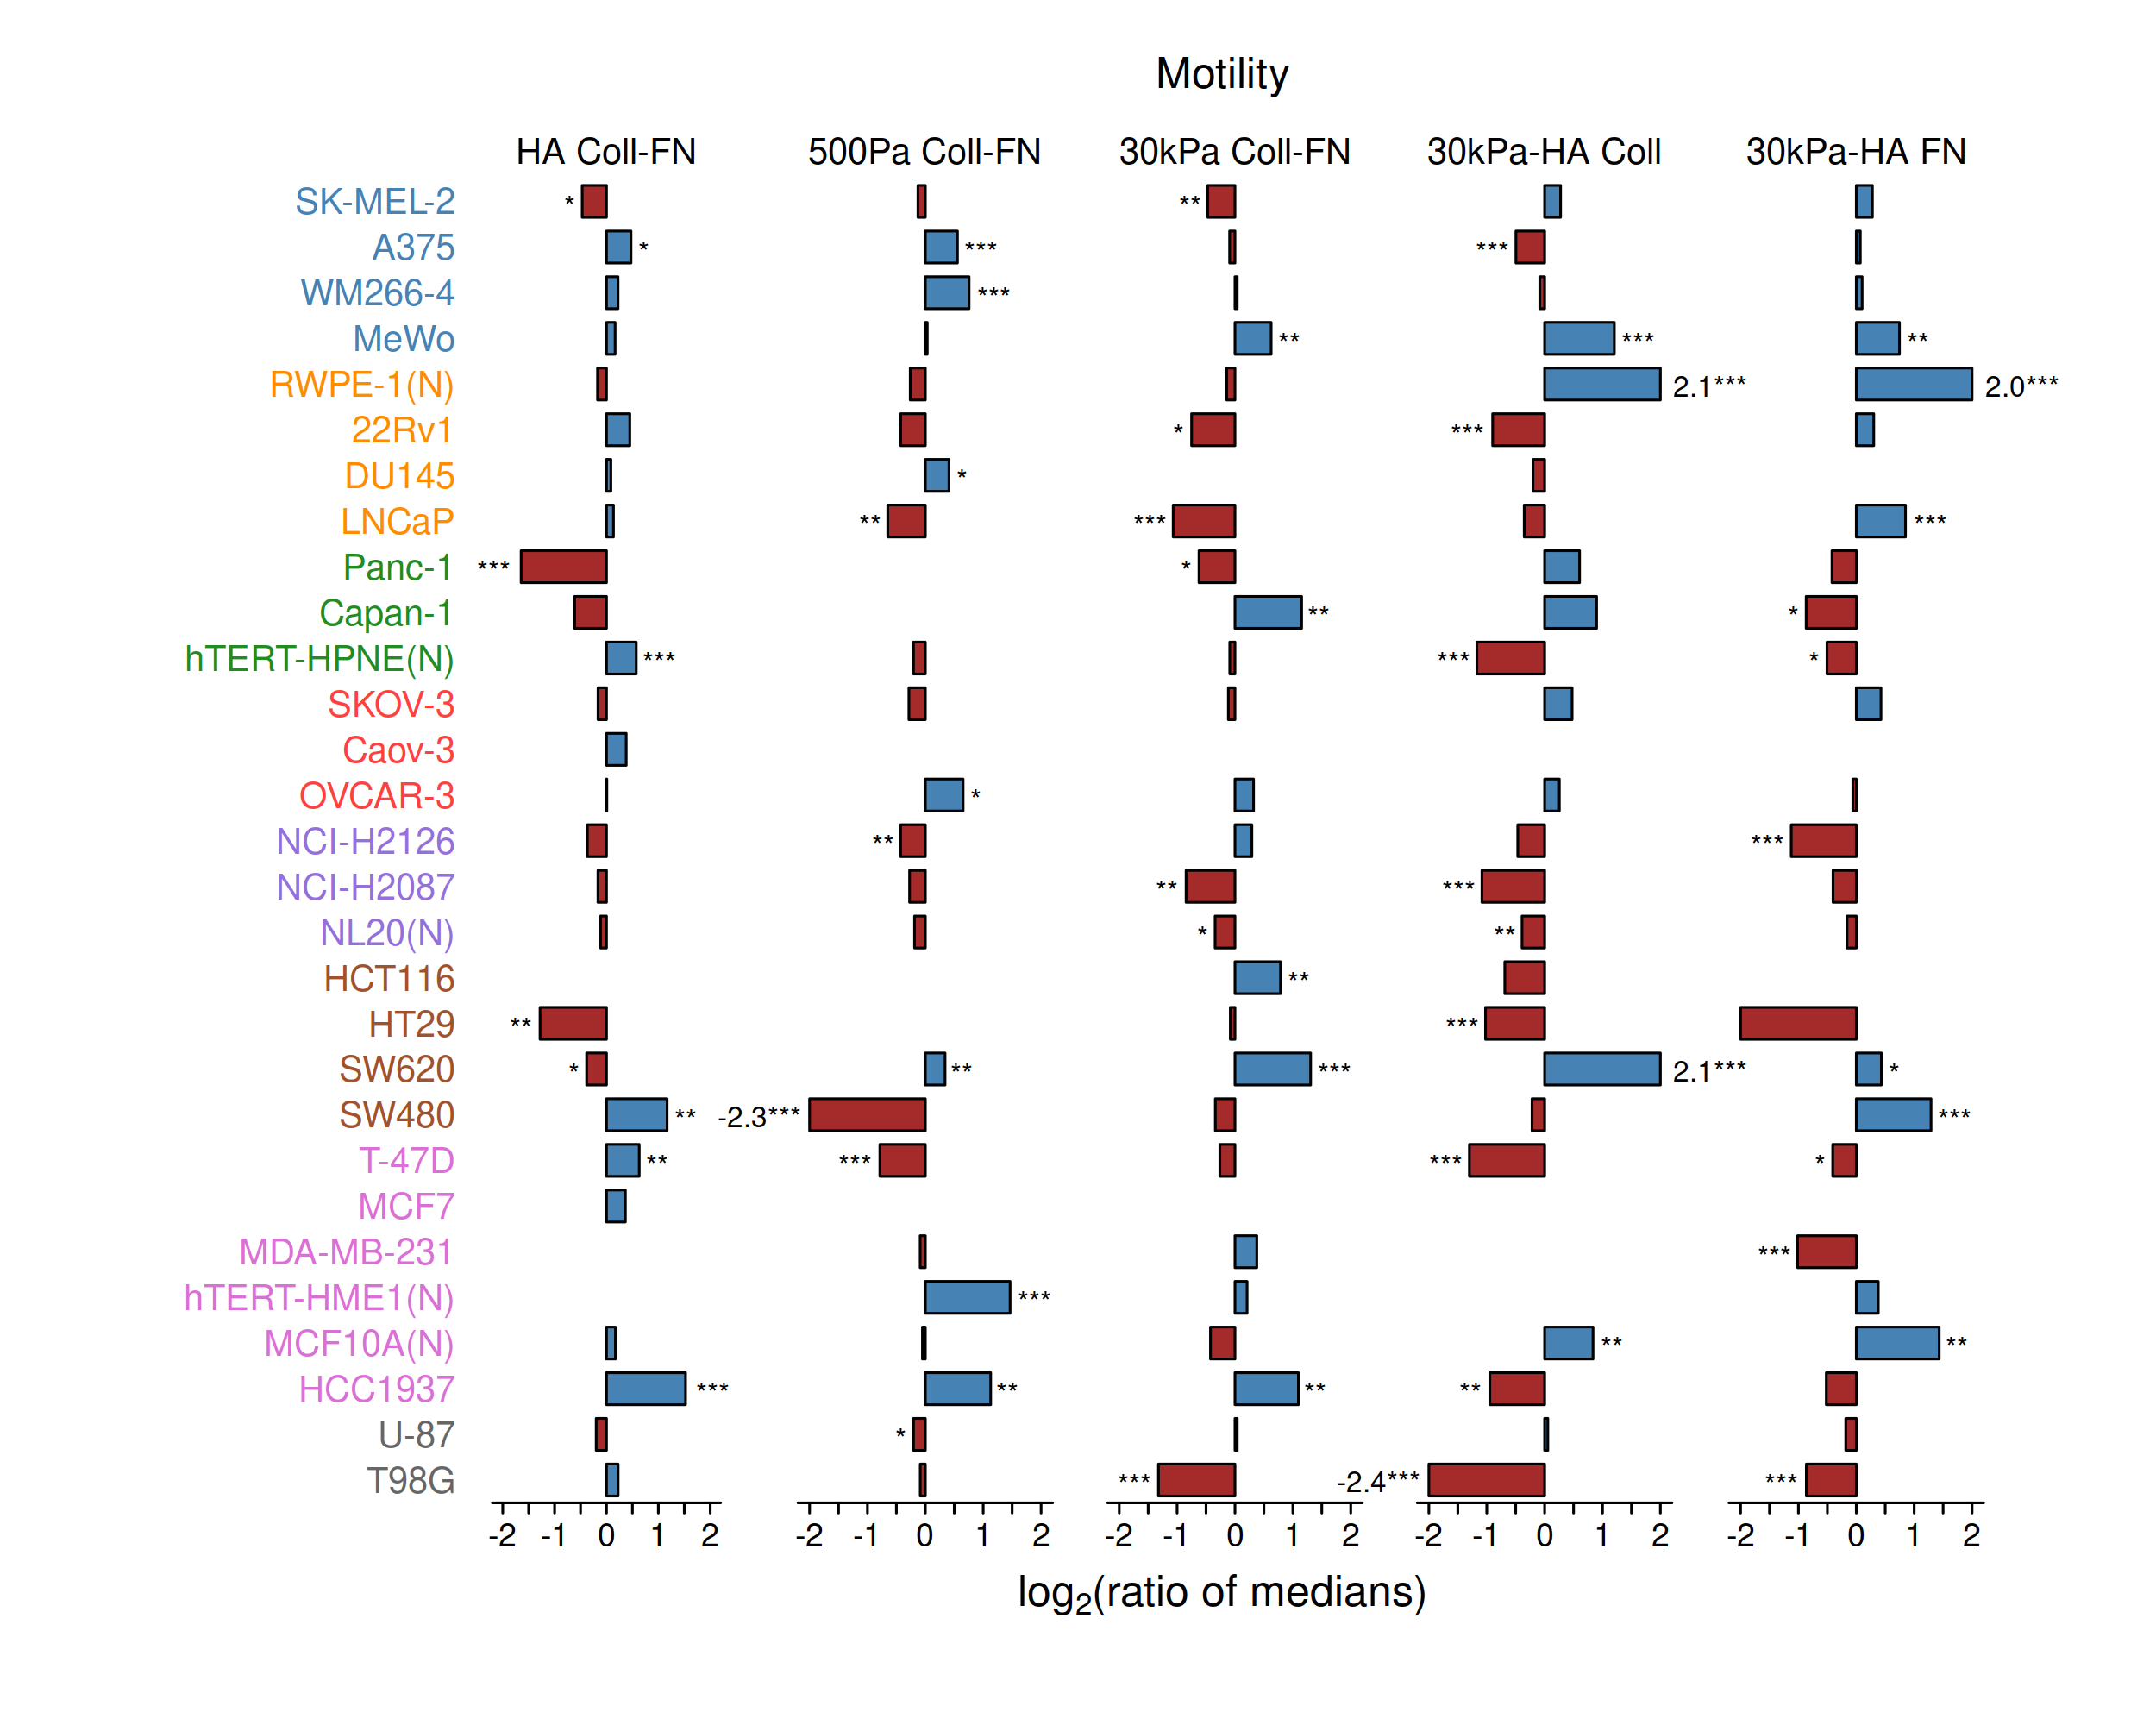 Motility
HA Coll-FN 500Pa Coll-FN 30kPa Coll-FN 30kPa-HA Coll 30kPa-HA FN
SK-MEL-2 * **
A375 * *** ***
WM266-4 ***
MeWo ** *** **
RWPE-1(N) 2.1*** 2.0***
22Rv1 * ***
DU145 *
LNCaP ** *** ***
Panc-1 *** *
Capan-1 ** *
hTERT-HPNE(N) *** *** *
SKOV-3
Caov-3
OVCAR-3 *
NCI-H2126 ** ***
NCI-H2087 ** ***
NL20(N) * **
HCT116 **
HT29 ** ***
SW620 * ** *** 2.1*** *
SW480 ** -2.3*** ***
T-47D ** *** *** *
MCF7
MDA-MB-231 ***
hTERT-HME1(N) ***
MCF10A(N) ** **
HCC1937 *** ** ** **
U-87 *
T98G *** -2.4*** ***
-2 -1 0 1 2 -2 -1 0 1 2 -2 -1 0 1 2 -2 -1 0 1 2 -2 -1 0 1 2
log2(ratio of medians)